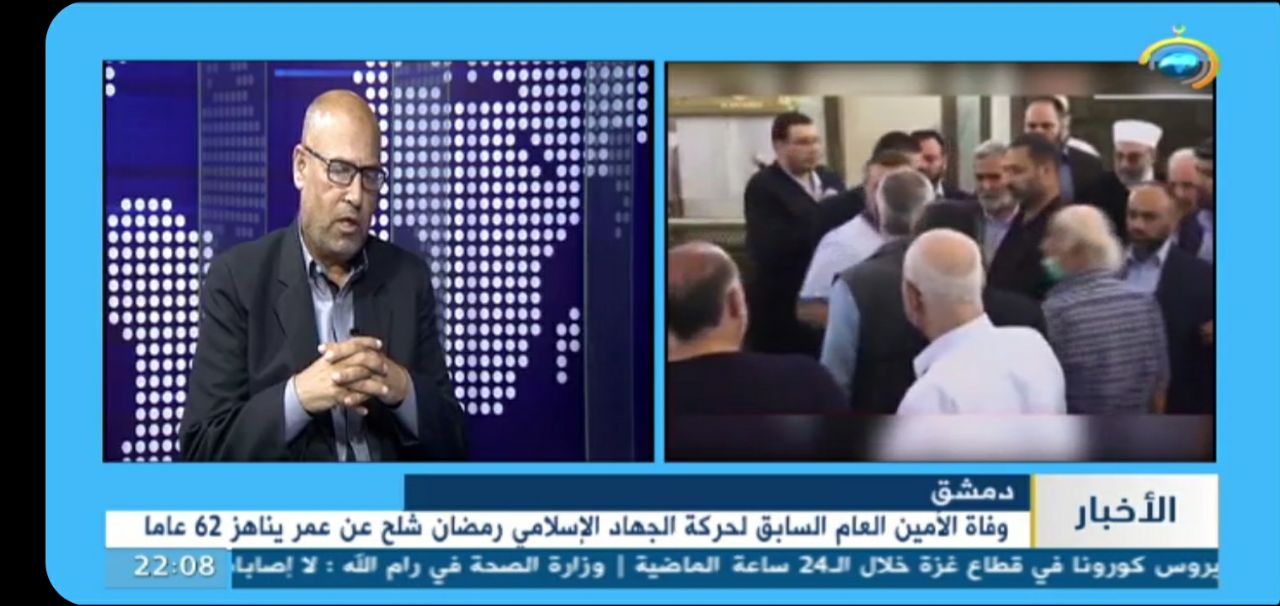 دمشق
الأخبار
وفاة الأمين العام السابق لحركة الجهاد الإسلامي رمضان شلح عن عمر يناهز 62 عاما
يروس كورونا في قطاع غزة خلال الـ24 ساعة الماضية | وزارة الصحة في رام الله : لا إصابا
22:08